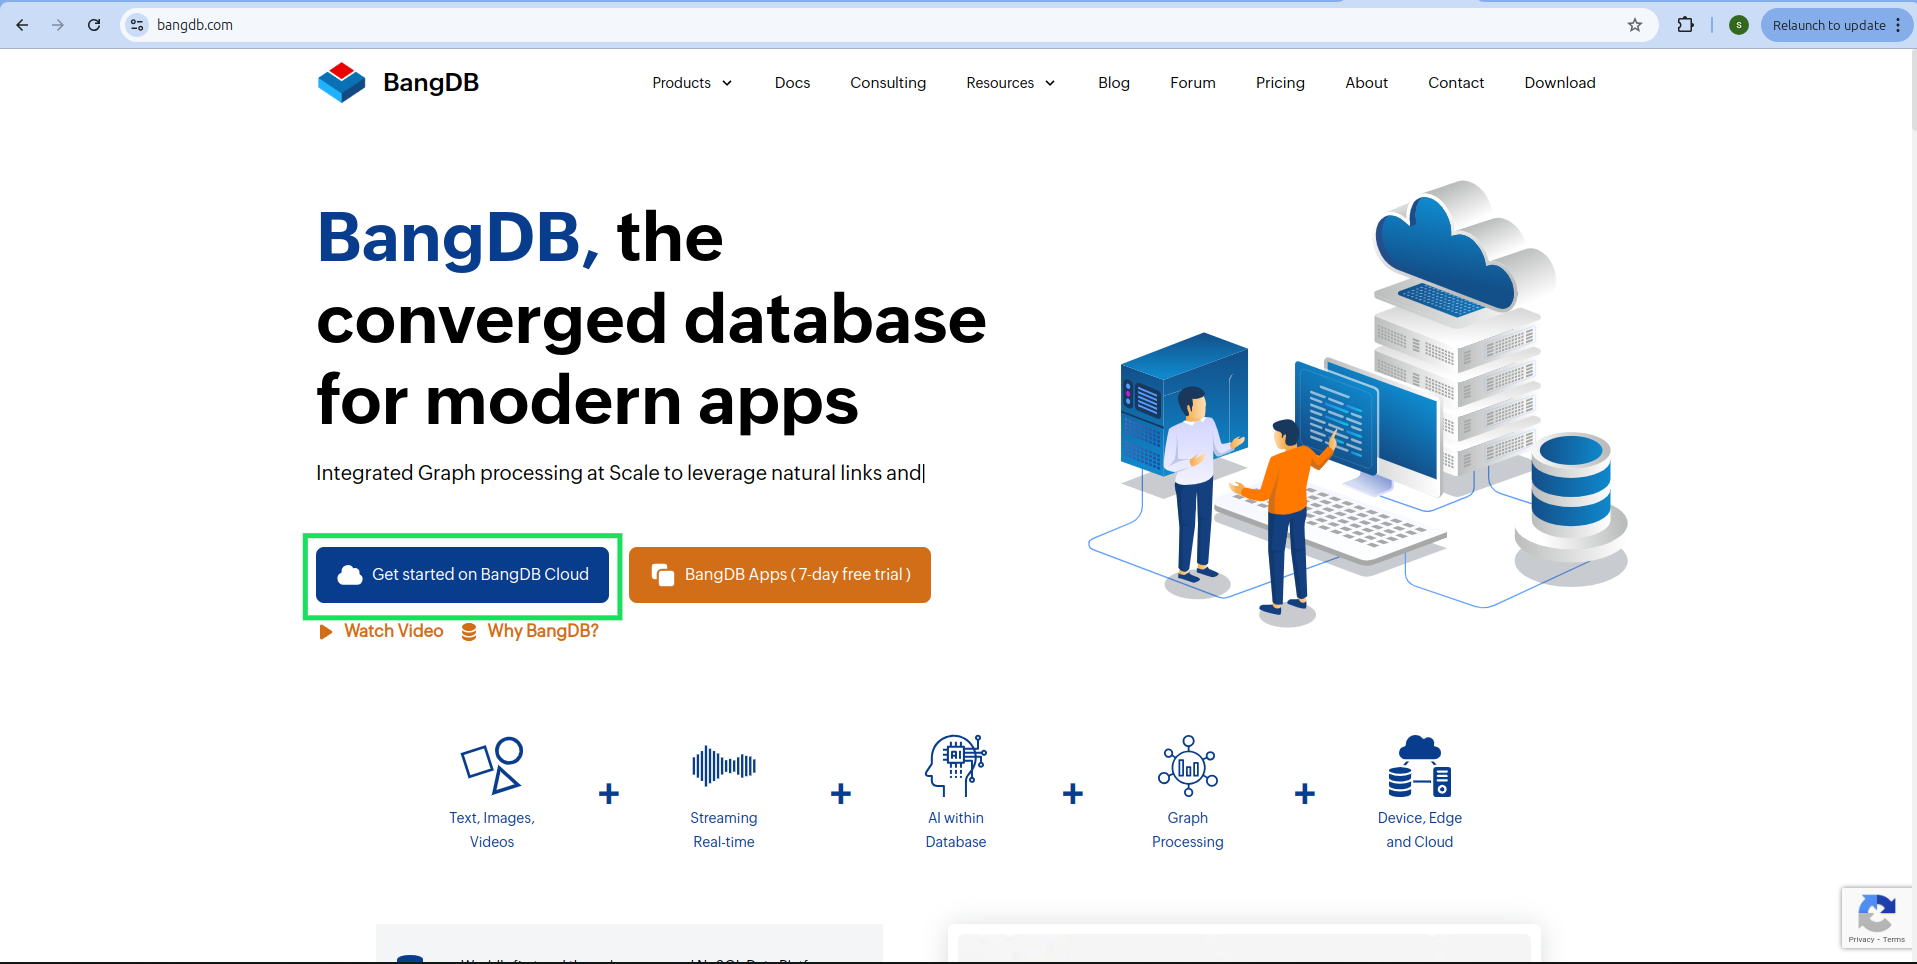 bangdb.com
S
Relaunch to update
BangDB
Products
Docs
Consulting
Resources
Blog
Forum
Pricing
About
Contact
Download
BangDB, the
converged database
for modern apps
Integrated Graph processing at Scale to leverage natural links and|
Get started on BangDB Cloud
BangDB Apps ( 7-day free trial )
Watch Video
Why BangDB?
Text, Images,
Videos
+
Streaming
Real-time
+
AI
AI within
Database
+
Graph
Processing
+
Device, Edge
and Cloud
Privacy - Terms